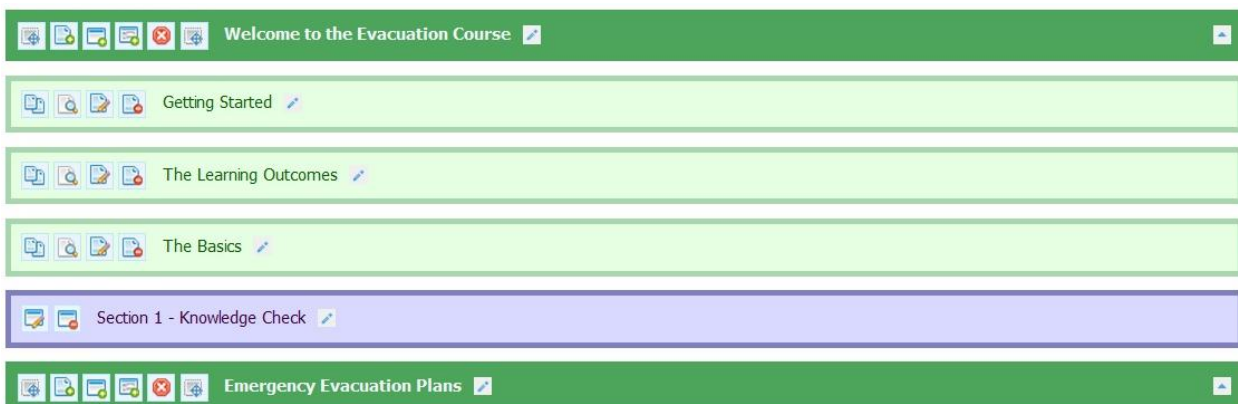 Welcome to the Evacuation Course
Getting Started
The Learning Outcomes
The Basics
Section 1 - Knowledge Check
Emergency Evacuation Plans